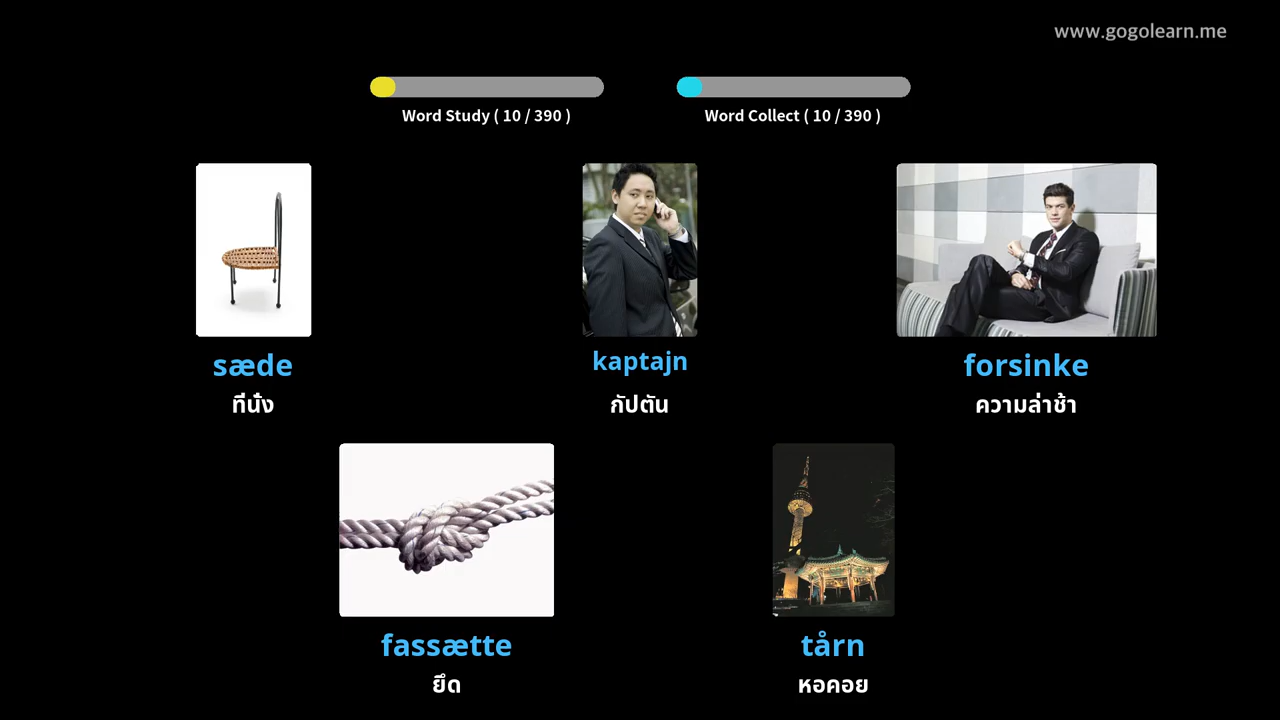 www.gogolearn.me
Word Study ( 10 / 390 )
Word Collect ( 10 / 390 )
sæde
ที่นั่ง
kaptajn
กัปตัน
forsinke
ความล่าช้า
fassætte
ยึด
tårn
หอคอย